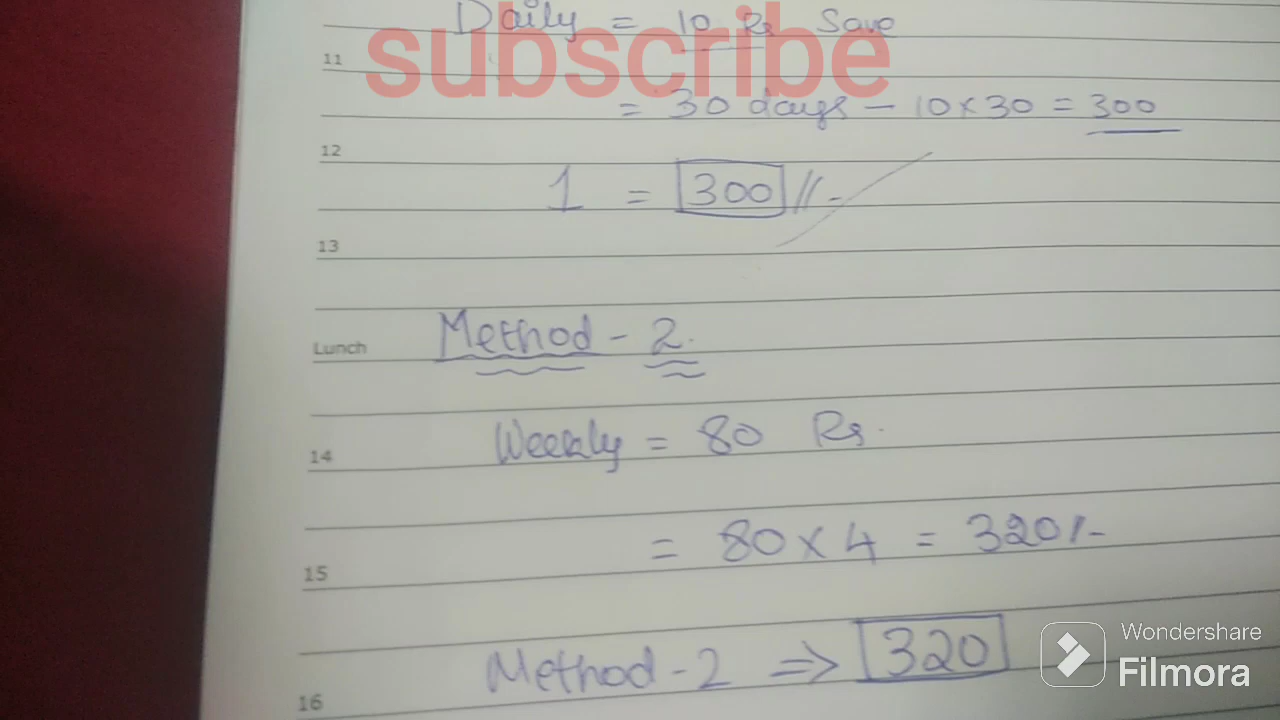 Daily = 10 Rs Save
subscribe
11
= 30 days - 10×30 = 300
12
1 = 300//-
13
Lunch
Method - 2.
Weekly = 80 Rs.
14
= 80 × 4 = 320/-
15
Method - 2 => 320
16
Wondershare
Filmora